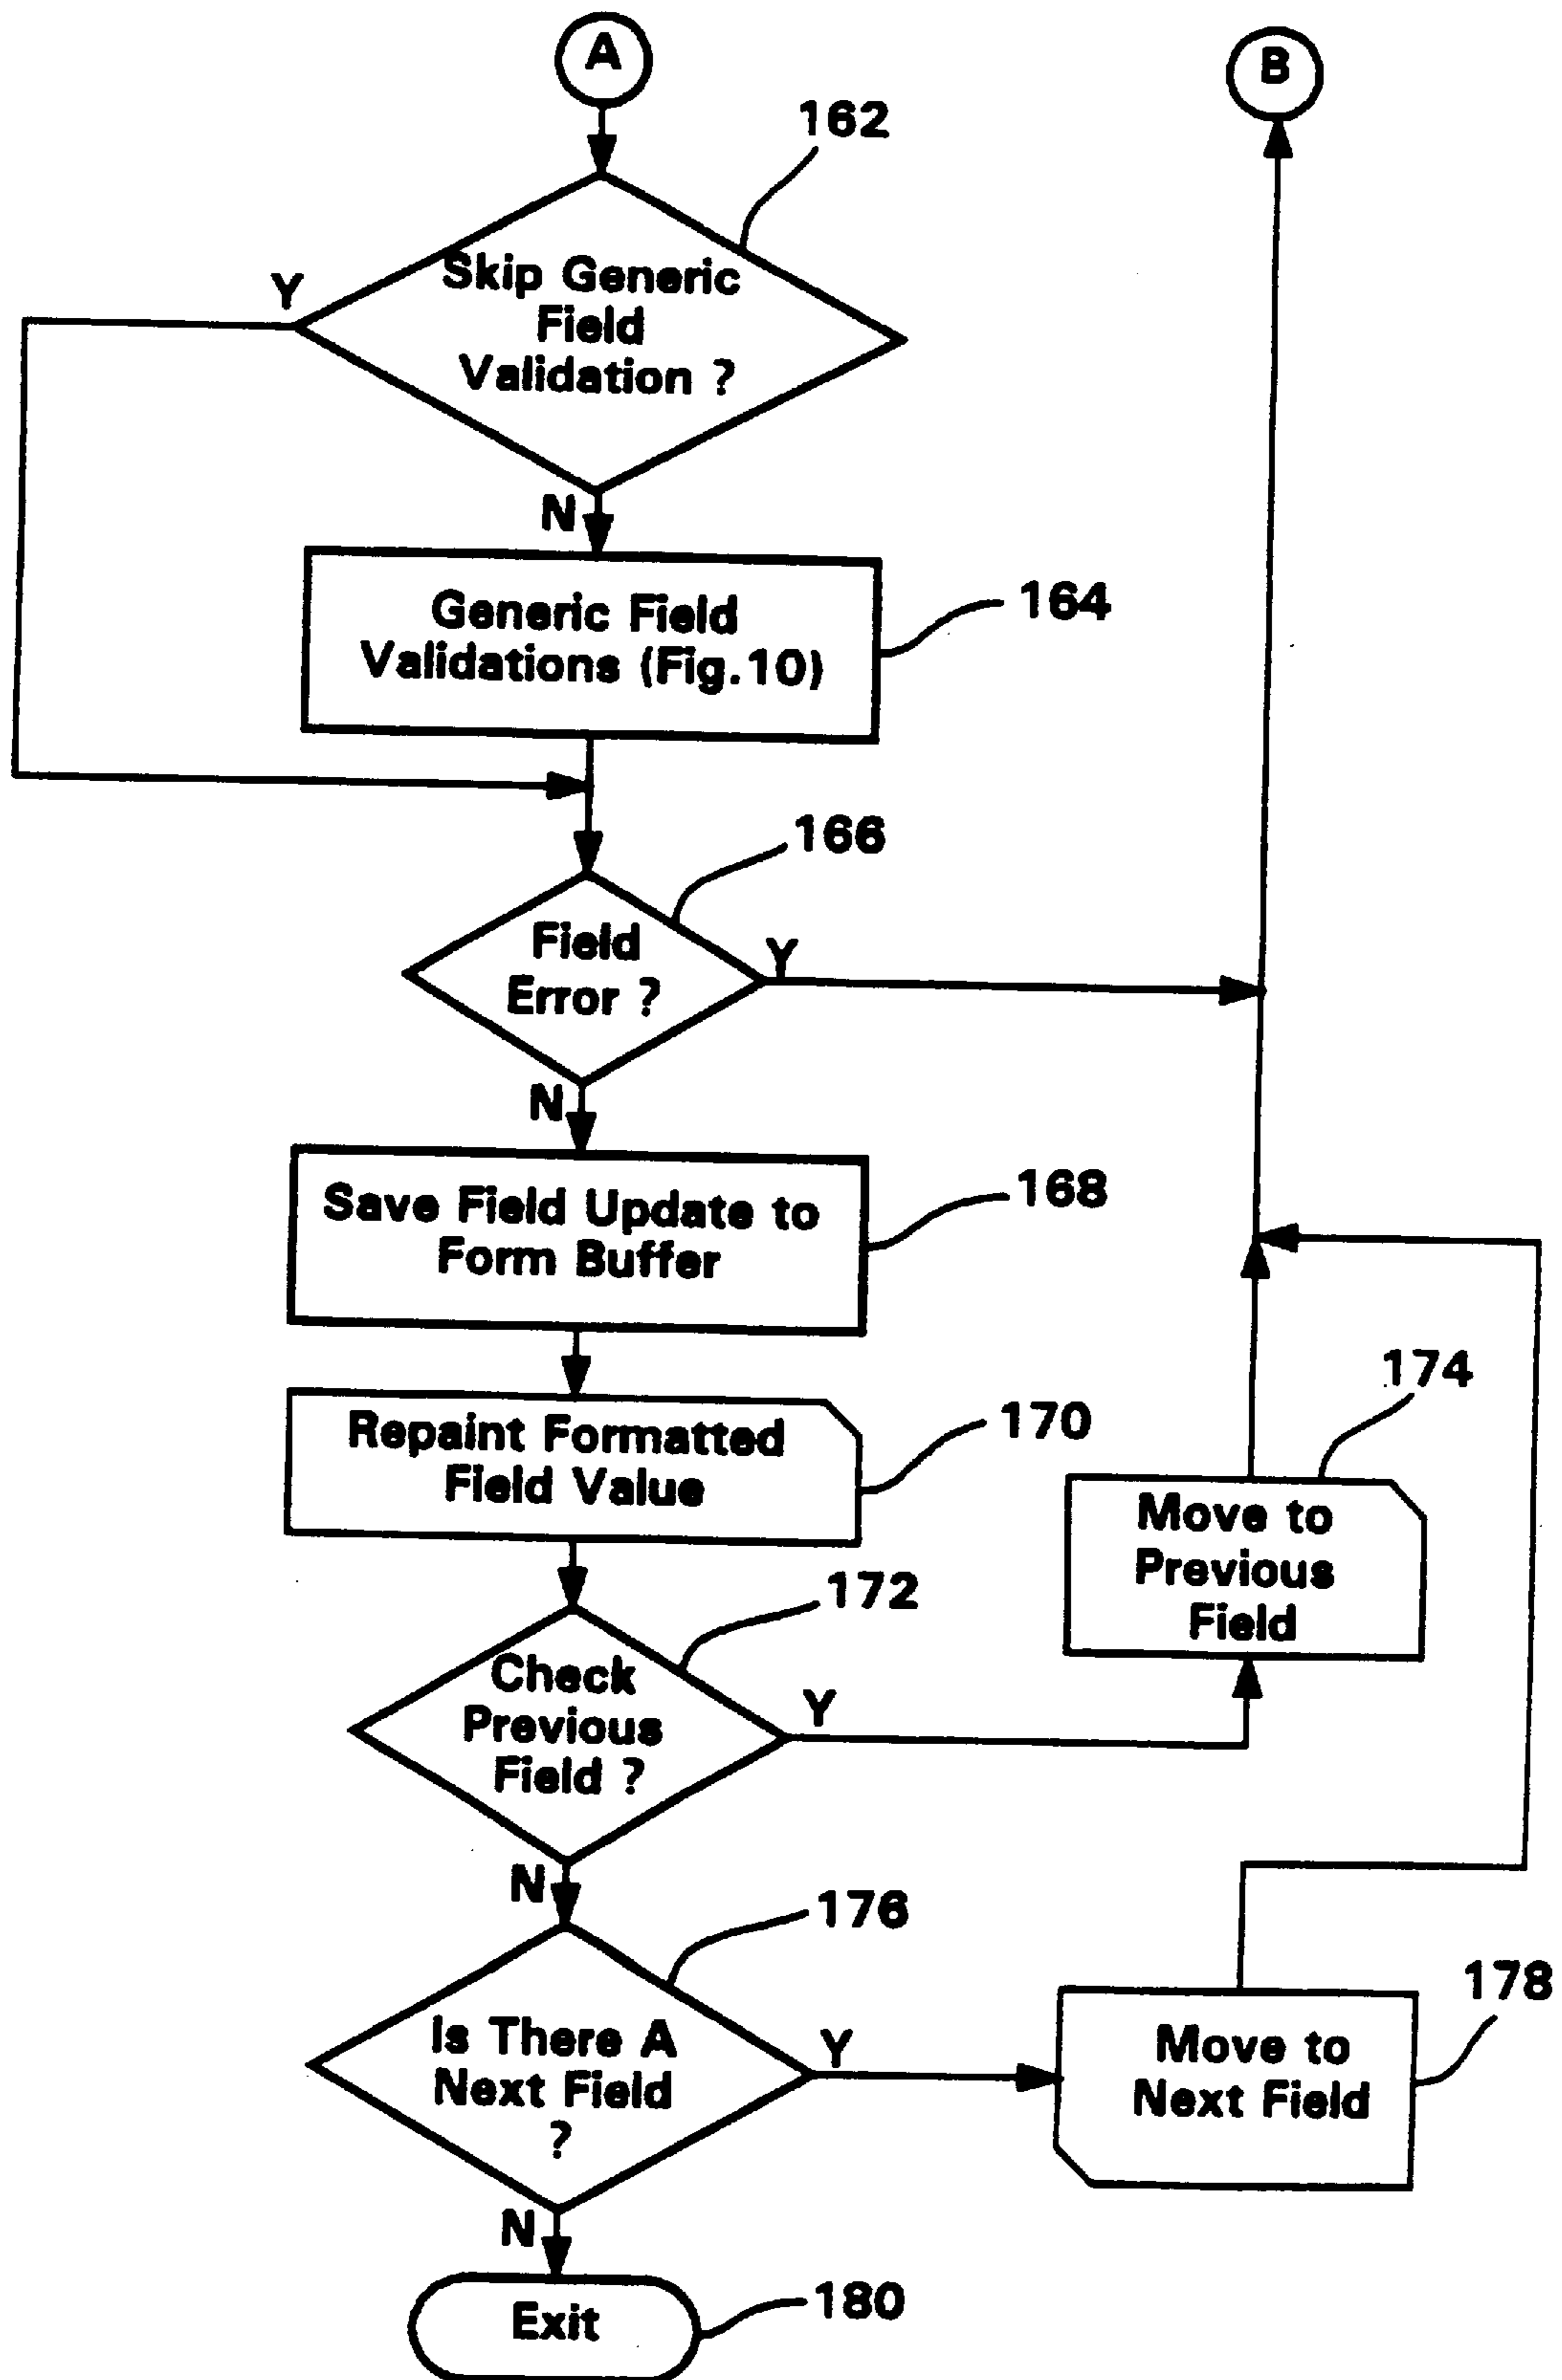 A
B
162
Skip Generic
Field
Validation ?
Y
N
Generic Field
Validations (Fig.10)
164
166
Field
Error ?
Y
N
Save Field Update to
Form Buffer
168
Repaint Formatted
Field Value
170
174
Move to
Previous
Field
172
Check
Previous
Field ?
Y
N
176
Is There A
Next Field
?
Y
Move to
Next Field
178
N
Exit
180